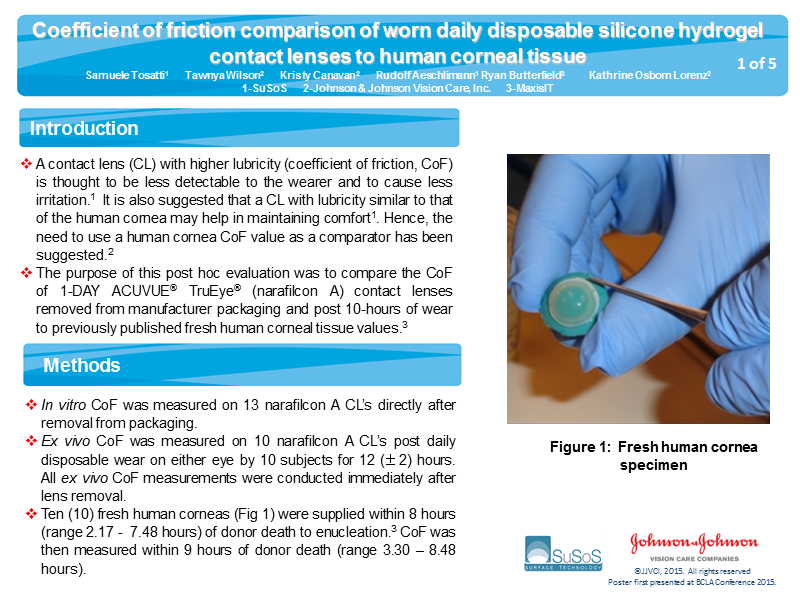 Coefficient of friction comparison of worn daily disposable silicone hydrogel
contact lenses to human corneal tissue
1 of 5
Samuele Tosatti¹ Tawnya Wilson² Kristy Canavan² Rudolf Aeschlimann¹ Ryan Butterfield³ Kathrine Osborn Lorenz²
1-SuSoS 2-Johnson & Johnson Vision Care, Inc. 3-MaxisIT
Introduction
❖ A contact lens (CL) with higher lubricity (coefficient of friction, CoF)
is thought to be less detectable to the wearer and to cause less
irritation.¹ It is also suggested that a CL with lubricity similar to that
of the human cornea may help in maintaining comfort¹. Hence, the
need to use a human cornea CoF value as a comparator has been
suggested.²
❖ The purpose of this post hoc evaluation was to compare the CoF
of 1-DAY ACUVUE® TruEye® (narafilcon A) contact lenses
removed from manufacturer packaging and post 10-hours of wear
to previously published fresh human corneal tissue values.³
Methods
❖ In vitro CoF was measured on 13 narafilcon A CL's directly after
removal from packaging.
❖ Ex vivo CoF was measured on 10 narafilcon A CL's post daily
disposable wear on either eye by 10 subjects for 12 (± 2) hours.
All ex vivo CoF measurements were conducted immediately after
lens removal.
❖ Ten (10) fresh human corneas (Fig 1) were supplied within 8 hours
(range 2.17 - 7.48 hours) of donor death to enucleation.³ CoF was
then measured within 9 hours of donor death (range 3.30 – 8.48
hours).
Figure 1: Fresh human cornea
specimen
SuSoS
SURFACE TECHNOLOGY
Johnson & Johnson
VISION CARE COMPANIES
© JJVCI, 2015. All rights reserved
Poster first presented at BCLA Conference 2015.